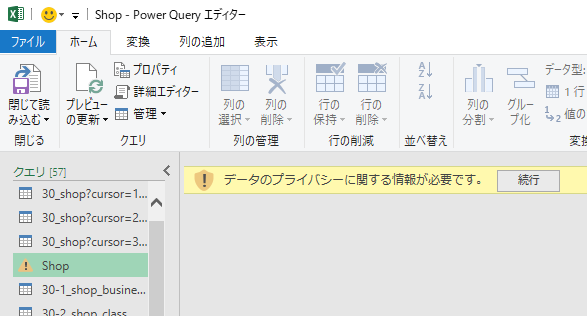 Shop - Power Query エディター
ファイル ホーム 変換 列の追加 表示
閉じて読み込む▾
プレビューの更新▾
プロパティ
詳細エディター
管理▾
列の選択▾
列の削除▾
行の保持▾
行の削除▾
列の分割▾
グループ化
データ型:
1 行
値の
閉じる クエリ 列の管理 行の削減 並べ替え 変換
クエリ [57]
データのプライバシーに関する情報が必要です。 続行
30_shop?cursor=1...
30_shop?cursor=2...
30_shop?cursor=3...
Shop
30-1_shop_busine...
30-2_shop_class